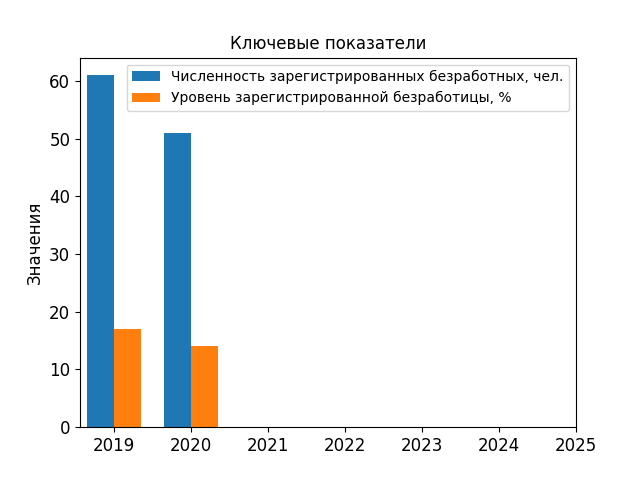 Ключевые показатели
Численность зарегистрированных безработных, чел.
Уровень зарегистрированной безработицы, %
Значения
60
50
40
30
20
10
0
2019 2020 2021 2022 2023 2024 2025